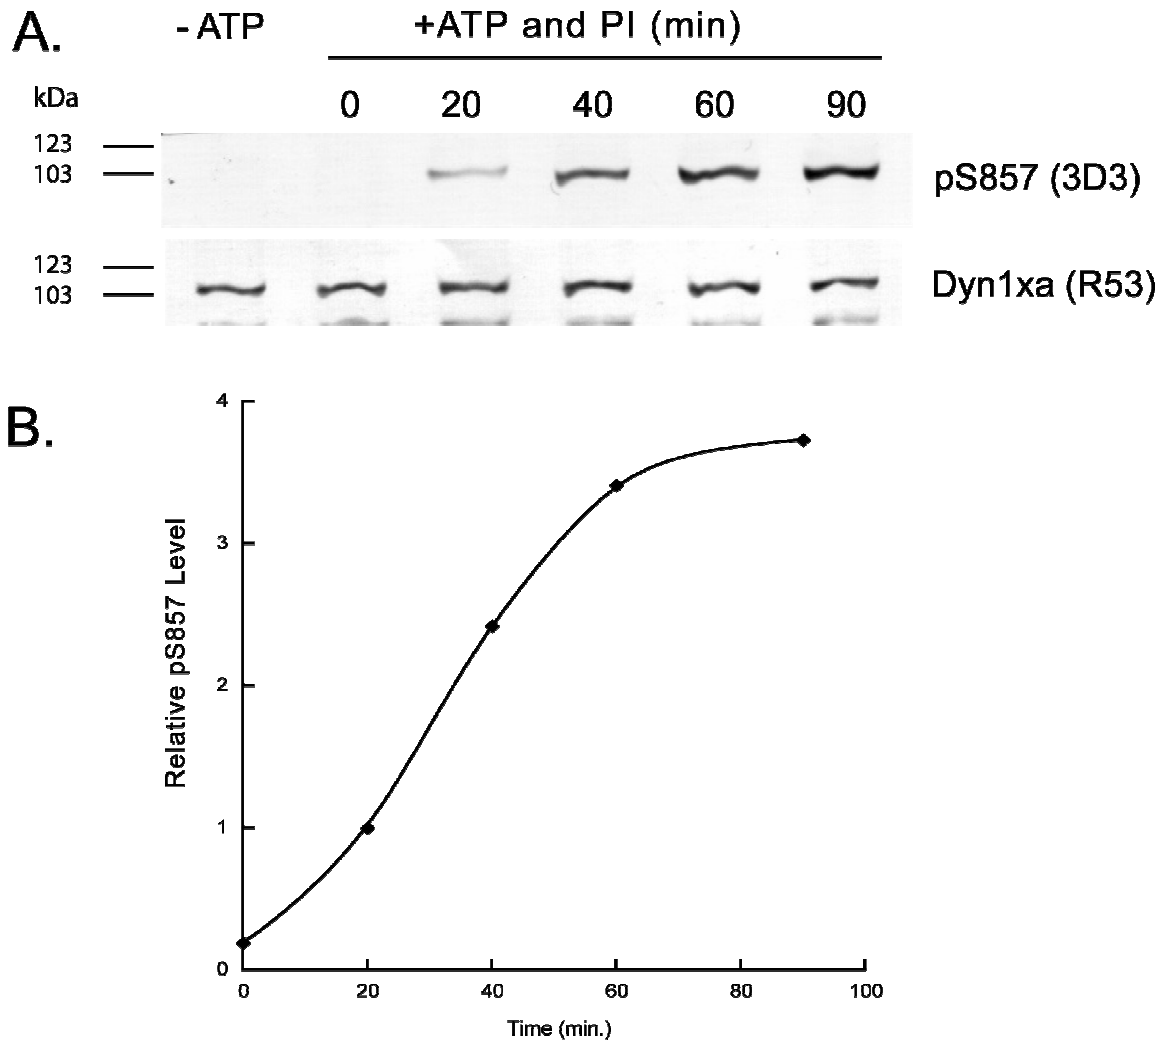 A.
- ATP +ATP and PI (min)
kDa 0 20 40 60 90
123
103
pS857 (3D3)
123
103
Dyn1xa (R53)
B.
4
3
2
1
0
Relative pS857 Level
0 20 40 60 80 100
Time (min.)